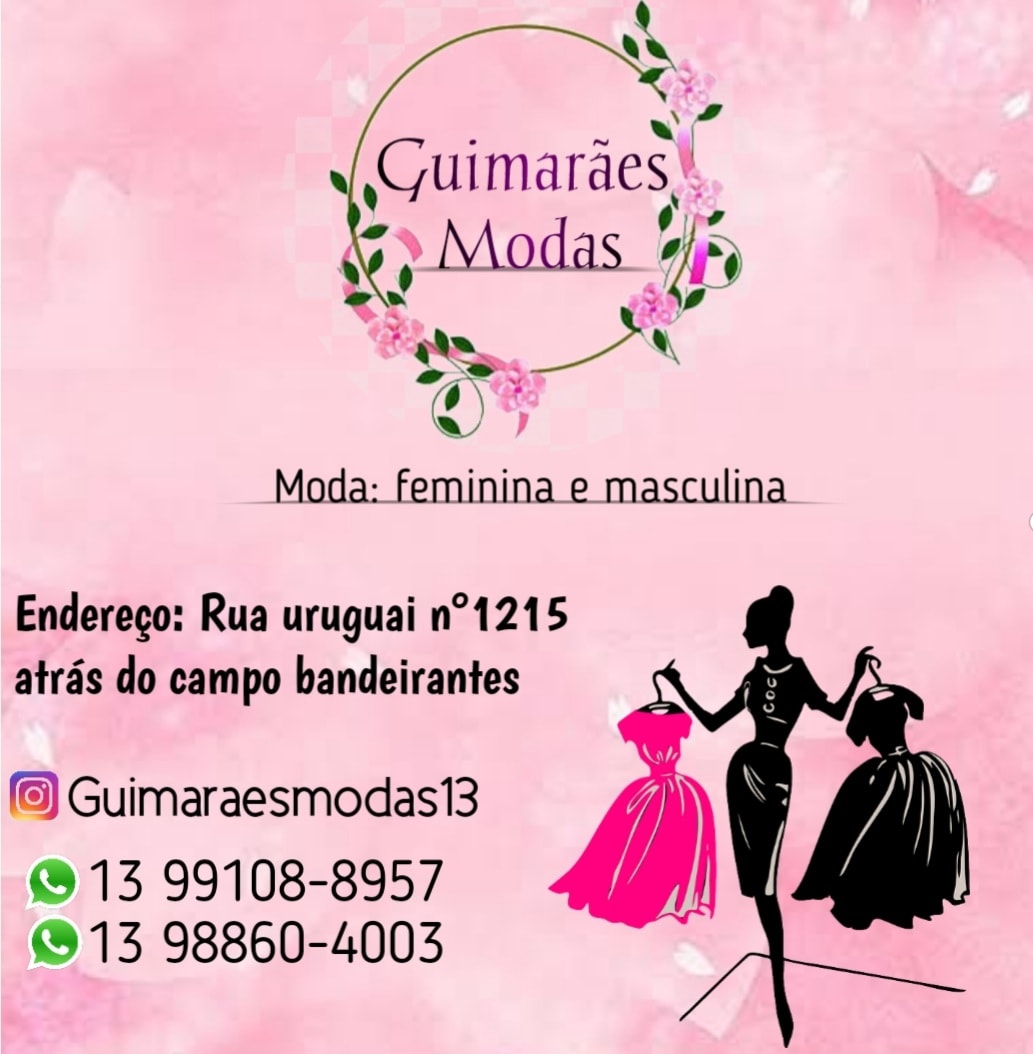 Guimarães
Modas
Moda: feminina e masculina
Endereço: Rua uruguai n°1215
atrás do campo bandeirantes
Guimaraesmodas13
13 99108-8957
13 98860-4003